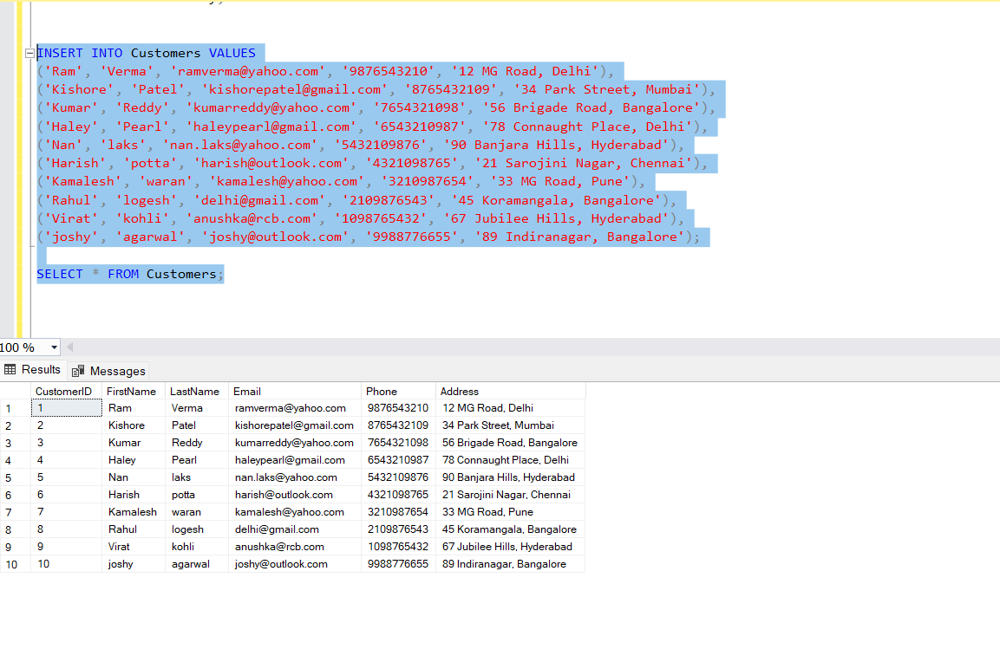 INSERT INTO Customers VALUES
('Ram', 'Verma', 'ramverma@yahoo.com', '9876543210', '12 MG Road, Delhi'),
('Kishore', 'Patel', 'kishorepatel@gmail.com', '8765432109', '34 Park Street, Mumbai'),
('Kumar', 'Reddy', 'kumarreddy@yahoo.com', '7654321098', '56 Brigade Road, Bangalore'),
('Haley', 'Pearl', 'haleypearl@gmail.com', '6543210987', '78 Connaught Place, Delhi'),
('Nan', 'laks', 'nan.laks@yahoo.com', '5432109876', '90 Banjara Hills, Hyderabad'),
('Harish', 'potta', 'harish@outlook.com', '4321098765', '21 Sarojini Nagar, Chennai'),
('Kamalesh', 'waran', 'kamalesh@yahoo.com', '3210987654', '33 MG Road, Pune'),
('Rahul', 'logesh', 'delhi@gmail.com', '2109876543', '45 Koramangala, Bangalore'),
('Virat', 'kohli', 'anushka@rcb.com', '1098765432', '67 Jubilee Hills, Hyderabad'),
('joshy', 'agarwal', 'joshy@outlook.com', '9988776655', '89 Indiranagar, Bangalore');
SELECT * FROM Customers;
100 %
Results Messages
CustomerID FirstName LastName Email Phone Address
1 1 Ram Verma ramverma@yahoo.com 9876543210 12 MG Road, Delhi
2 2 Kishore Patel kishorepatel@gmail.com 8765432109 34 Park Street, Mumbai
3 3 Kumar Reddy kumarreddy@yahoo.com 7654321098 56 Brigade Road, Bangalore
4 4 Haley Pearl haleypearl@gmail.com 6543210987 78 Connaught Place, Delhi
5 5 Nan laks nan.laks@yahoo.com 5432109876 90 Banjara Hills, Hyderabad
6 6 Harish potta harish@outlook.com 4321098765 21 Sarojini Nagar, Chennai
7 7 Kamalesh waran kamalesh@yahoo.com 3210987654 33 MG Road, Pune
8 8 Rahul logesh delhi@gmail.com 2109876543 45 Koramangala, Bangalore
9 9 Virat kohli anushka@rcb.com 1098765432 67 Jubilee Hills, Hyderabad
10 10 joshy agarwal joshy@outlook.com 9988776655 89 Indiranagar, Bangalore